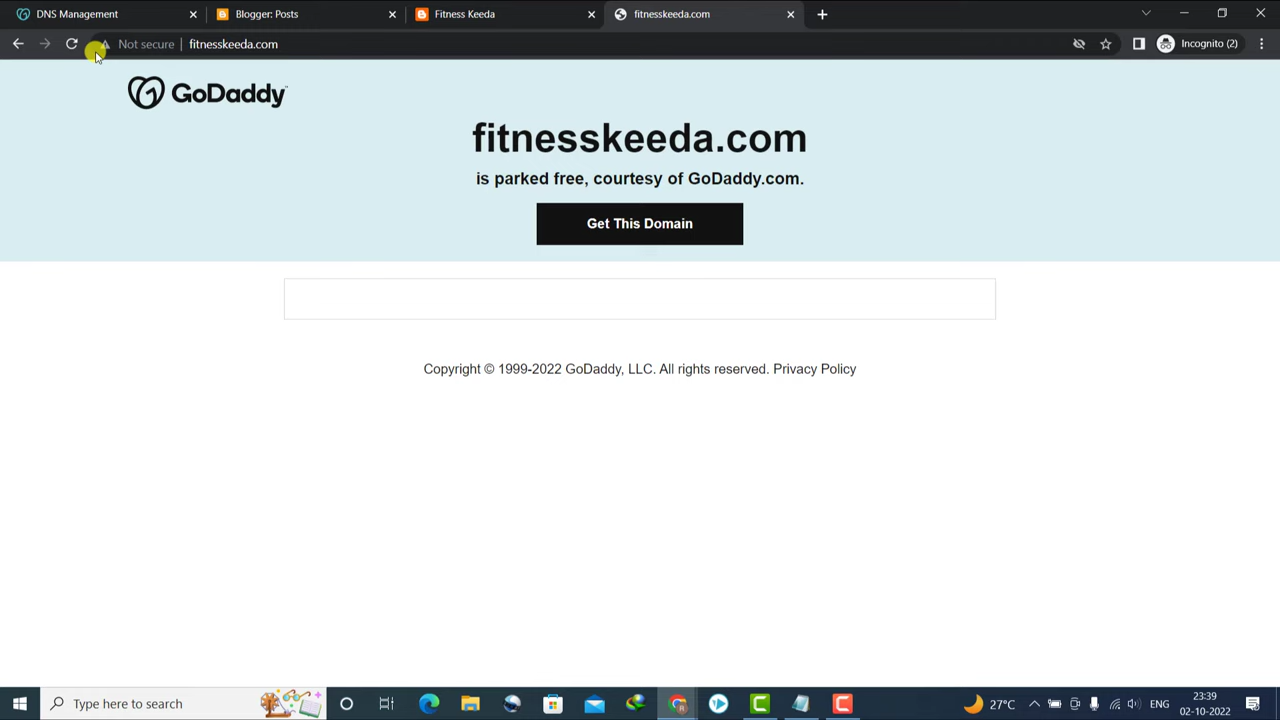 DNS Management
Blogger: Posts
Fitness Keeda
fitnesskeeda.com
Not secure
fitnesskeeda.com
Incognito (2)
GoDaddy
fitnesskeeda.com
is parked free, courtesy of GoDaddy.com.
Get This Domain
Copyright © 1999-2022 GoDaddy, LLC. All rights reserved. Privacy Policy
Type here to search
27°C
ENG
23:39
02-10-2022